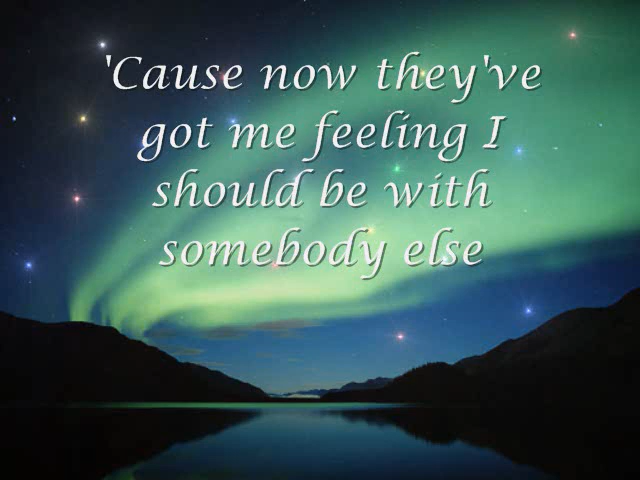 'Cause now they've
got me feeling I
should be with
somebody else